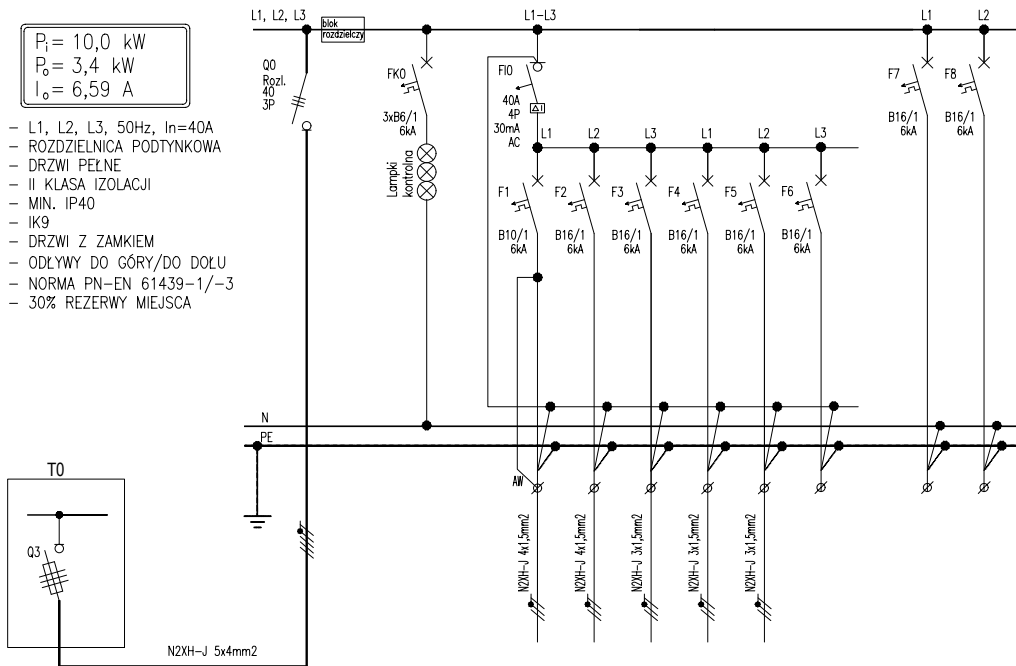 L1, L2, L3
blok
rozdzielczy
L1-L3
L1
L2
Pi= 10,0 kW
Po= 3,4 kW
Io= 6,59 A
- L1, L2, L3, 50Hz, In=40A
- ROZDZIELNICA PODTYNKOWA
- DRZWI PEŁNE
- II KLASA IZOLACJI
- MIN. IP40
- IK9
- DRZWI Z ZAMKIEM
- ODŁYWY DO GÓRY/DO DOŁU
- NORMA PN-EN 61439-1/-3
- 30% REZERWY MIEJSCA
Q0
Rozl.
40
3P
FK0
3xB6/1
6kA
Lampki
kontrolna
FI0
40A
4P
30mA
AC
ΔI
F7
B16/1
6kA
F8
B16/1
6kA
L1
L2
L3
L1
L2
L3
F1
B10/1
6kA
F2
B16/1
6kA
F3
B16/1
6kA
F4
B16/1
6kA
F5
B16/1
6kA
F6
B16/1
6kA
N
PE
AW
T0
Q3
N2XH-J 4x1,5mm2
N2XH-J 4x1,5mm2
N2XH-J 3x1,5mm2
N2XH-J 3x1,5mm2
N2XH-J 3x1,5mm2
N2XH-J 5x4mm2